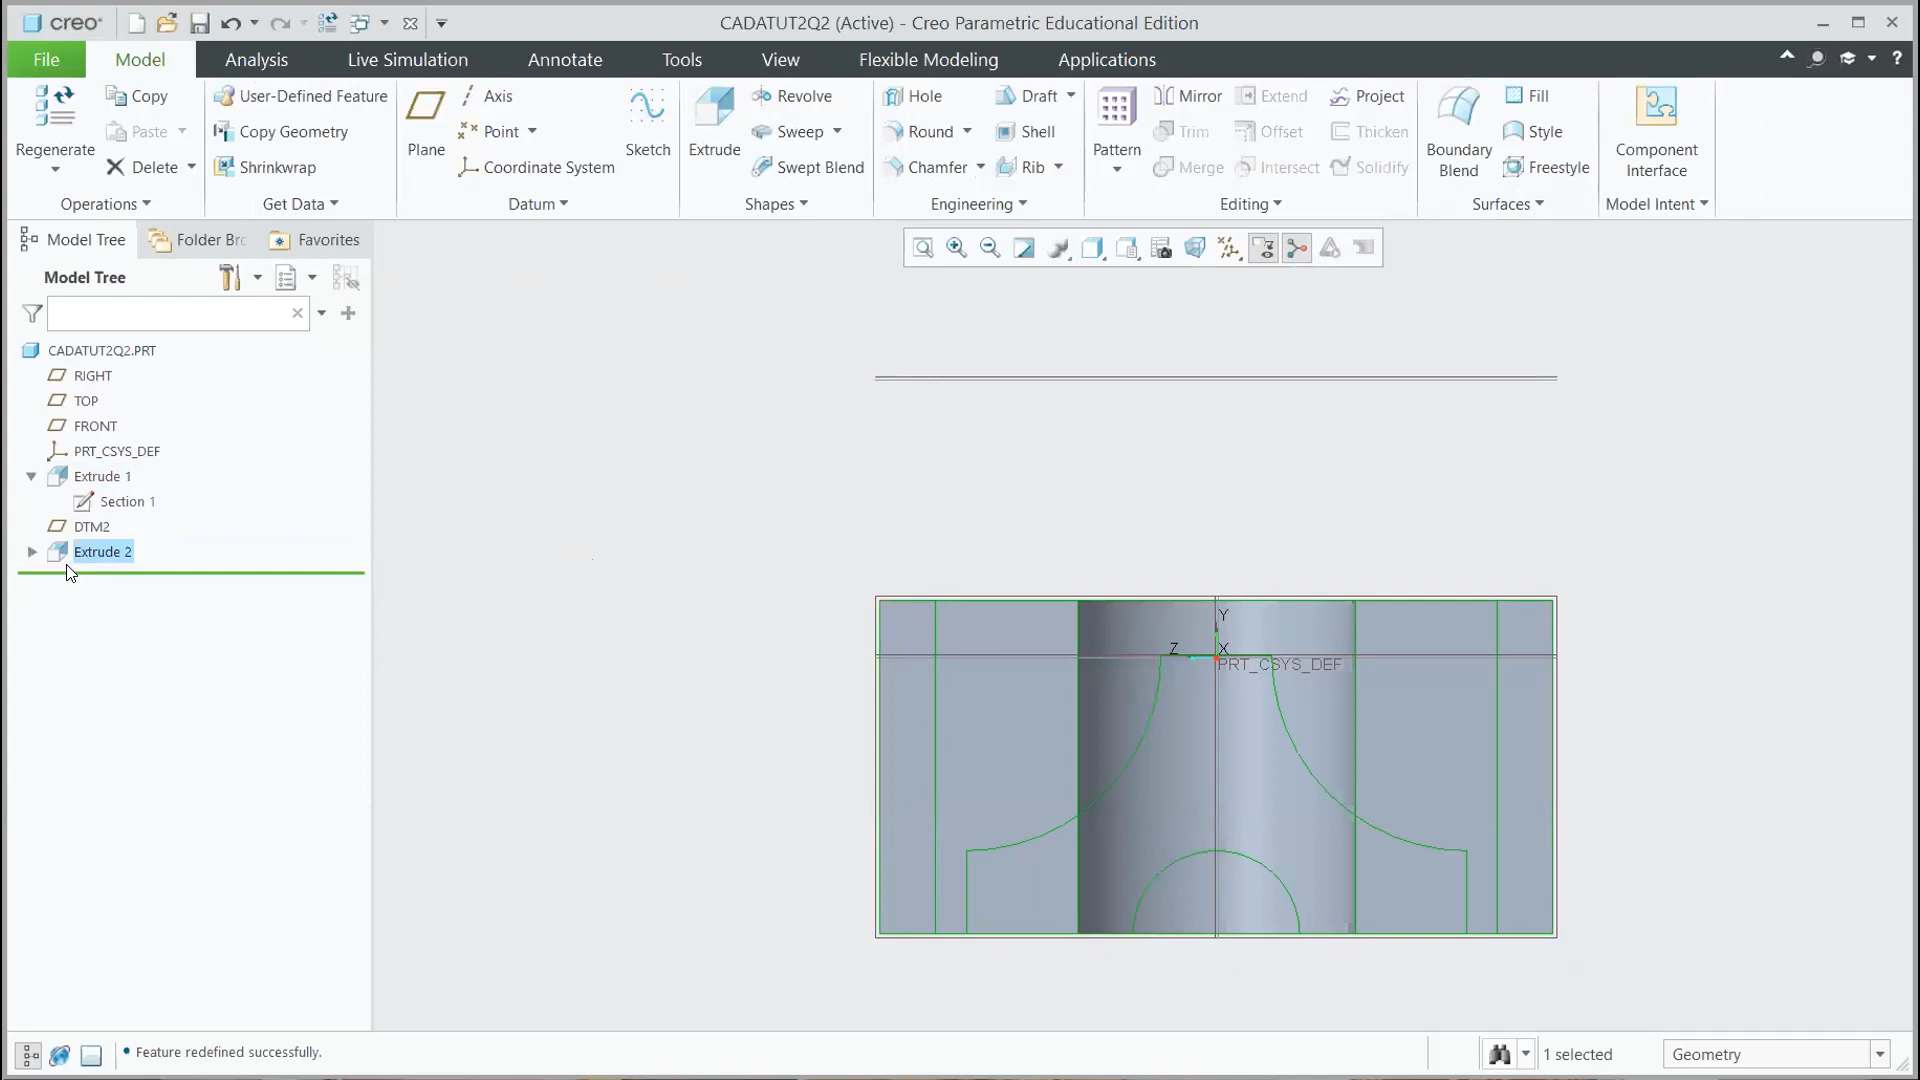 creo
CADATUT2Q2 (Active) - Creo Parametric Educational Edition
File Model Analysis Live Simulation Annotate Tools View Flexible Modeling Applications
Regenerate
Copy
Paste
Delete
Operations
User-Defined Feature
Copy Geometry
Shrinkwrap
Get Data
Plane
Axis
Point
Coordinate System
Sketch
Datum
Extrude
Revolve
Sweep
Swept Blend
Shapes
Hole
Round
Chamfer
Draft
Shell
Rib
Engineering
Pattern
Mirror
Trim
Merge
Extend
Offset
Intersect
Project
Thicken
Solidify
Editing
Boundary
Blend
Fill
Style
Freestyle
Surfaces
Component
Interface
Model Intent
Model Tree Folder Brc Favorites
Model Tree
CADATUT2Q2.PRT
RIGHT
TOP
FRONT
PRT_CSYS_DEF
Extrude 1
Section 1
DTM2
Extrude 2
Y
Z X
PRT_CSYS_DEF
Feature redefined successfully.
1 selected
Geometry